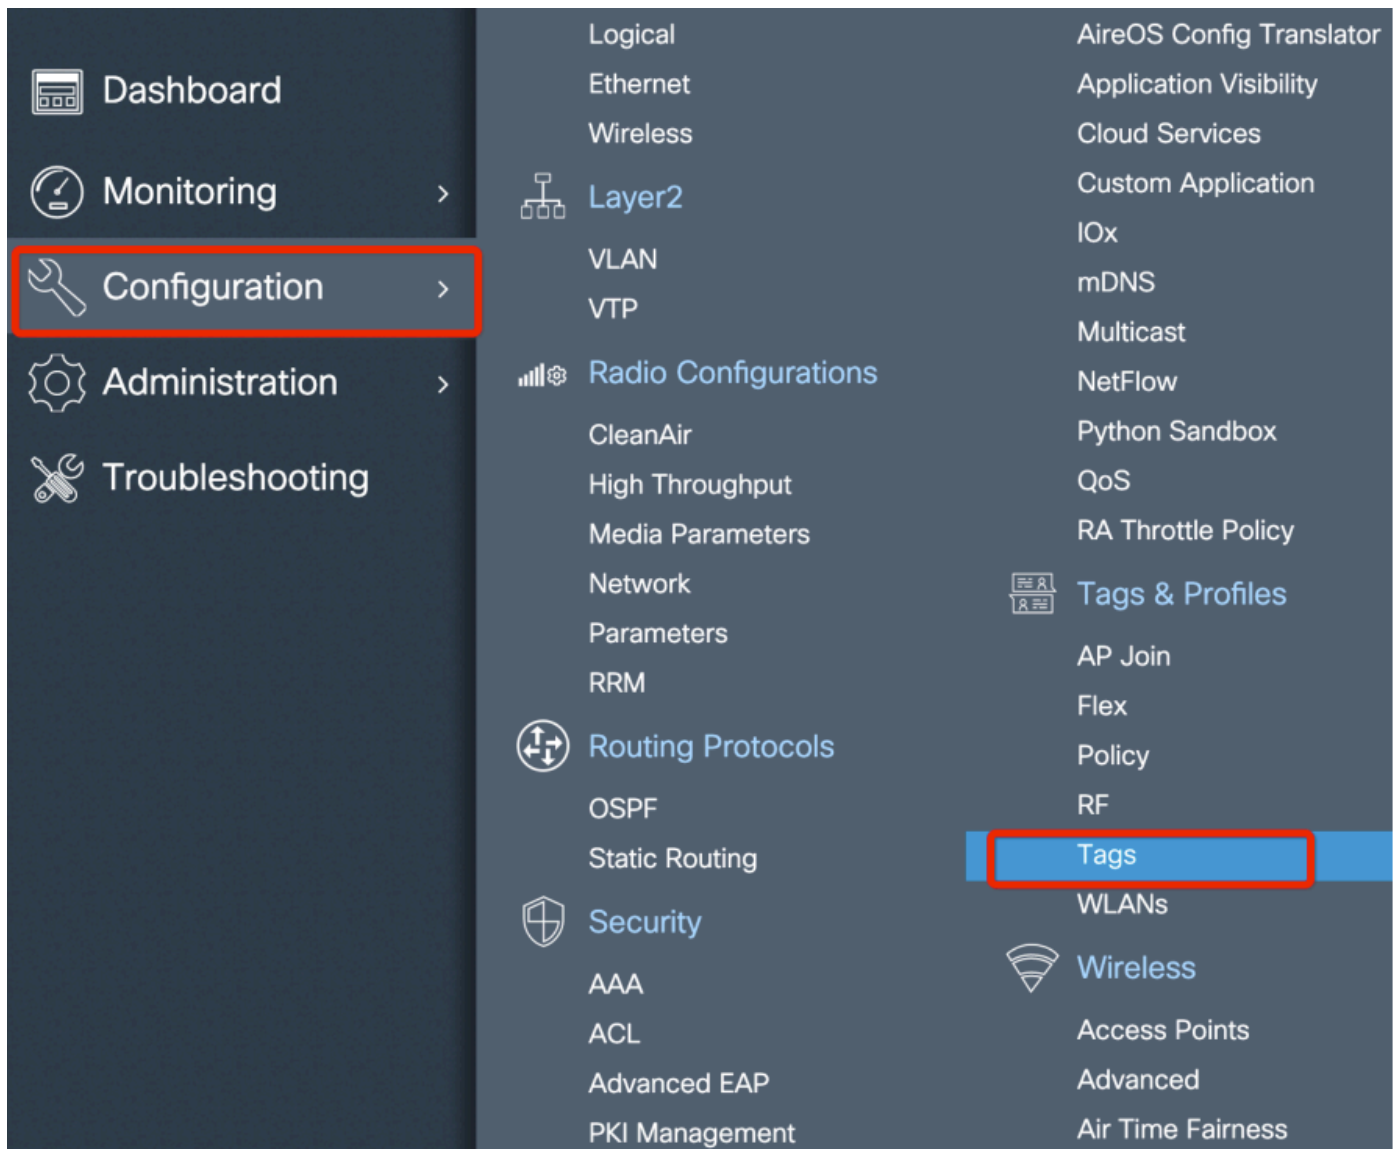 Dashboard
Monitoring
Configuration
Administration
Troubleshooting
Logical
Ethernet
Wireless
Layer2
VLAN
VTP
Radio Configurations
CleanAir
High Throughput
Media Parameters
Network
Parameters
RRM
Routing Protocols
OSPF
Static Routing
Security
AAA
ACL
Advanced EAP
PKI Management
AireOS Config Translator
Application Visibility
Cloud Services
Custom Application
IOx
mDNS
Multicast
NetFlow
Python Sandbox
QoS
RA Throttle Policy
Tags & Profiles
AP Join
Flex
Policy
RF
Tags
WLANs
Wireless
Access Points
Advanced
Air Time Fairness